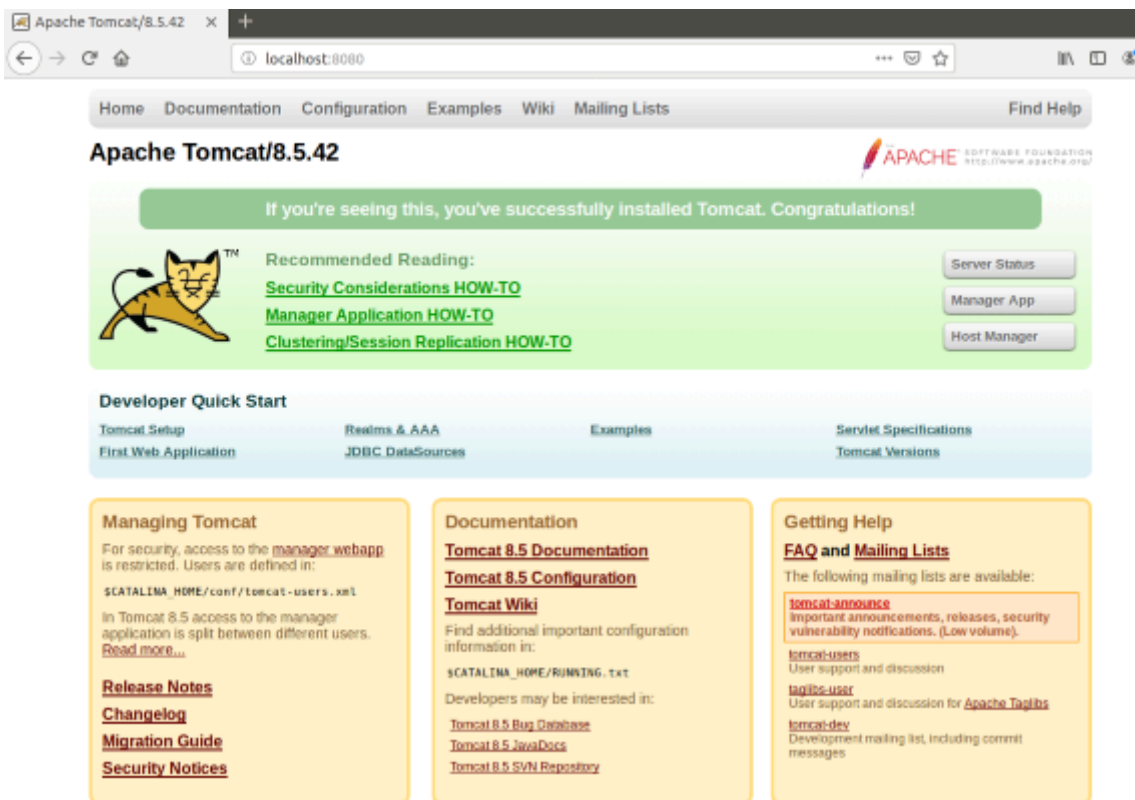 Apache Tomcat/8.5.42
localhost:8080
Home Documentation Configuration Examples Wiki Mailing Lists Find Help
Apache Tomcat/8.5.42
APACHE SOFTWARE FOUNDATION
http://www.apache.org/
If you're seeing this, you've successfully installed Tomcat. Congratulations!
TM
Recommended Reading:
Security Considerations HOW-TO
Manager Application HOW-TO
Clustering/Session Replication HOW-TO
Server Status
Manager App
Host Manager
Developer Quick Start
Tomcat Setup
First Web Application
Realms & AAA
JDBC DataSources
Examples
Servlet Specifications
Tomcat Versions
Managing Tomcat
For security, access to the manager webapp
is restricted. Users are defined in:
$CATALINA_HOME/conf/tomcat-users.xml
In Tomcat 8.5 access to the manager
application is split between different users.
Read more...
Release Notes
Changelog
Migration Guide
Security Notices
Documentation
Tomcat 8.5 Documentation
Tomcat 8.5 Configuration
Tomcat Wiki
Find additional important configuration
information in:
$CATALINA_HOME/RUNNING.txt
Developers may be interested in:
Tomcat 8.5 Bug Database
Tomcat 8.5 JavaDocs
Tomcat 8.5 SVN Repository
Getting Help
FAQ and Mailing Lists
The following mailing lists are available:
tomcat-announce
Important announcements, releases, security
vulnerability notifications. (Low volume).
tomcat-users
User support and discussion
taglibs-user
User support and discussion for Apache Taglibs
tomcat-dev
Development mailing list, including commit
messages